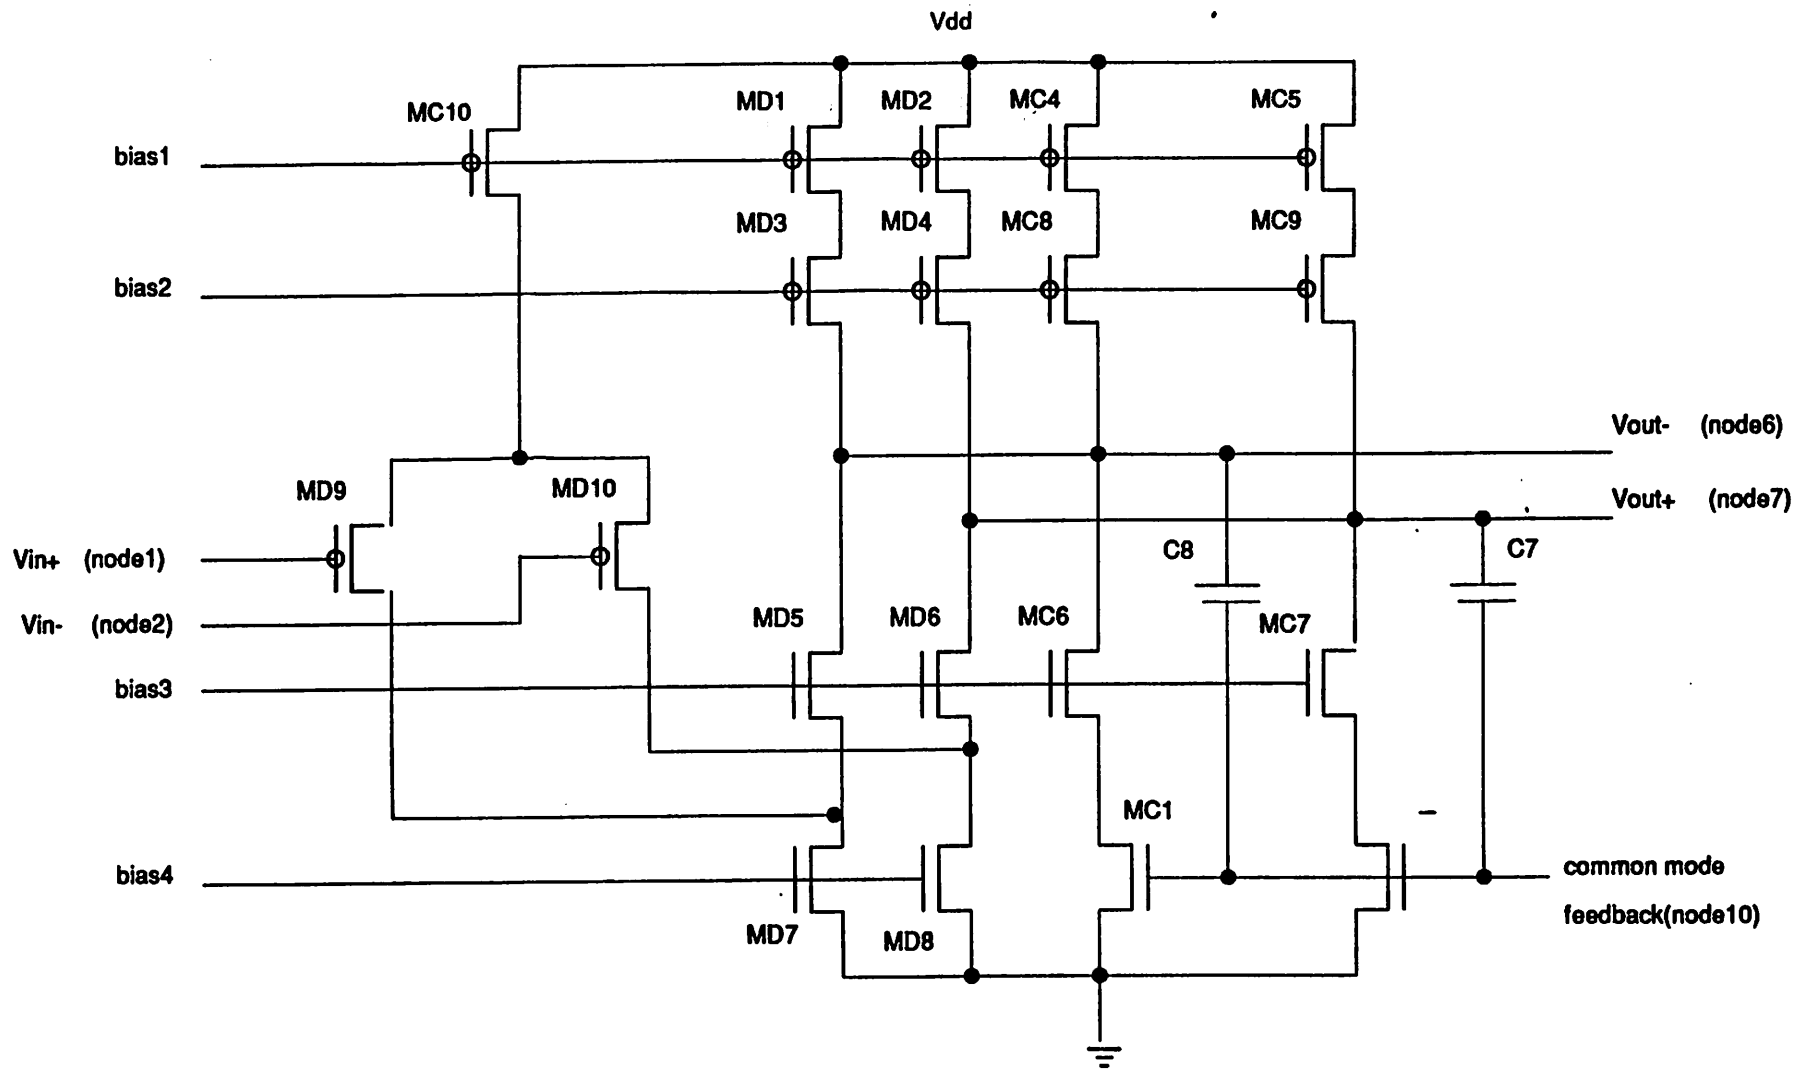 Vdd
MC10
MD1
MD2
MC4
MC5
bias1
MD3
MD4
MC8
MC9
bias2
Vout- (node6)
MD9
MD10
Vout+ (node7)
Vin+ (node1)
C8
C7
Vin- (node2)
MD5
MD6
MC6
MC7
bias3
MC1
bias4
common mode
feedback(node10)
MD7
MD8